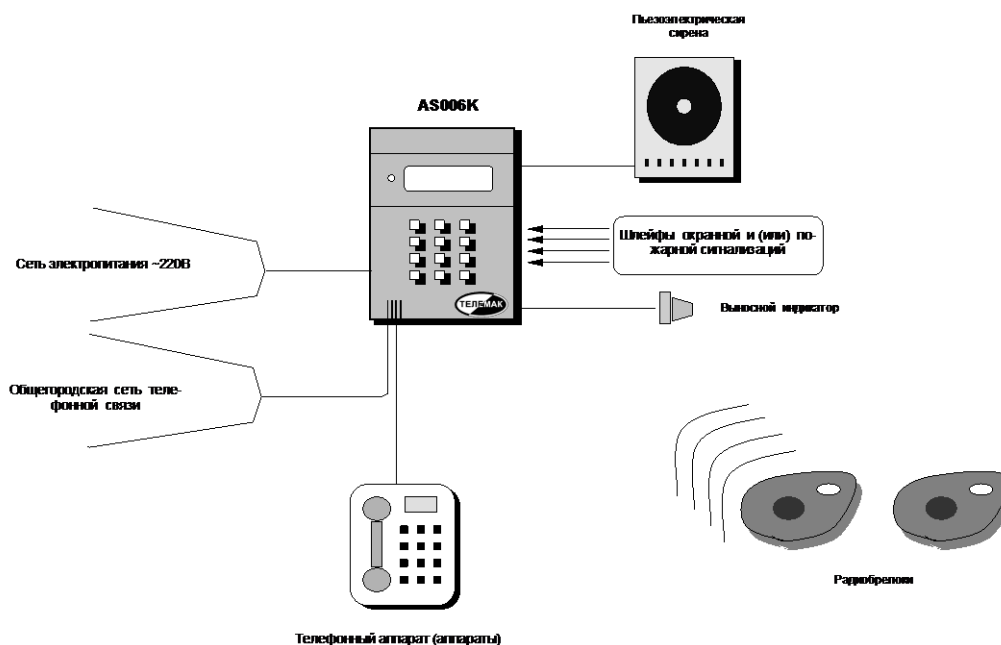 Пьезоэлектрическая
сирена
AS006K
Шлейфы охранной и (или) по-
жарной сигнализаций
Сеть электропитания ~220В
ТЕЛЕМАК
Выносной индикатор
Общегородская сеть теле-
фонной связи
Радиобрелоки
Телефонный аппарат (аппараты)